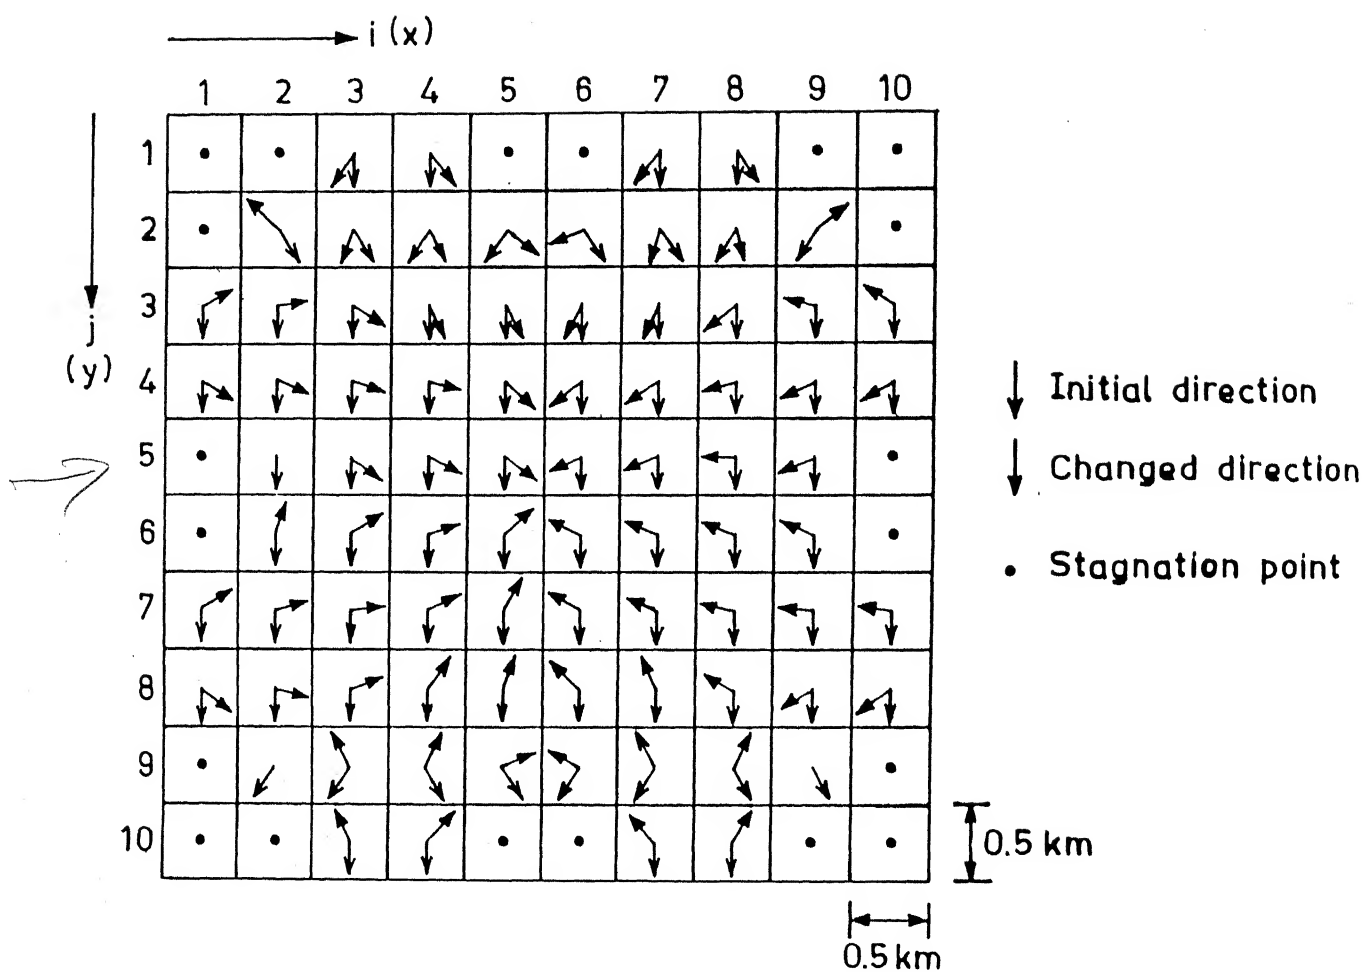 i (x)
1 2 3 4 5 6 7 8 9 10
1
2
3
j
(y)
4
5
6
7
8
9
10
Initial direction
Changed direction
Stagnation point
0.5 km
0.5 km